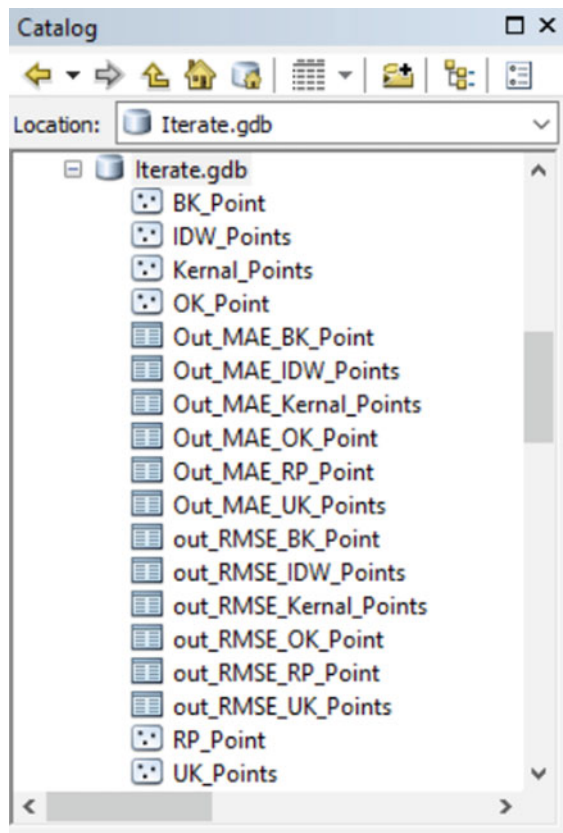 Catalog
Location: Iterate.gdb
Iterate.gdb
BK_Point
IDW_Points
Kernal_Points
OK_Point
Out_MAE_BK_Point
Out_MAE_IDW_Points
Out_MAE_Kernal_Points
Out_MAE_OK_Point
Out_MAE_RP_Point
Out_MAE_UK_Points
out_RMSE_BK_Point
out_RMSE_IDW_Points
out_RMSE_Kernal_Points
out_RMSE_OK_Point
out_RMSE_RP_Point
out_RMSE_UK_Points
RP_Point
UK_Points